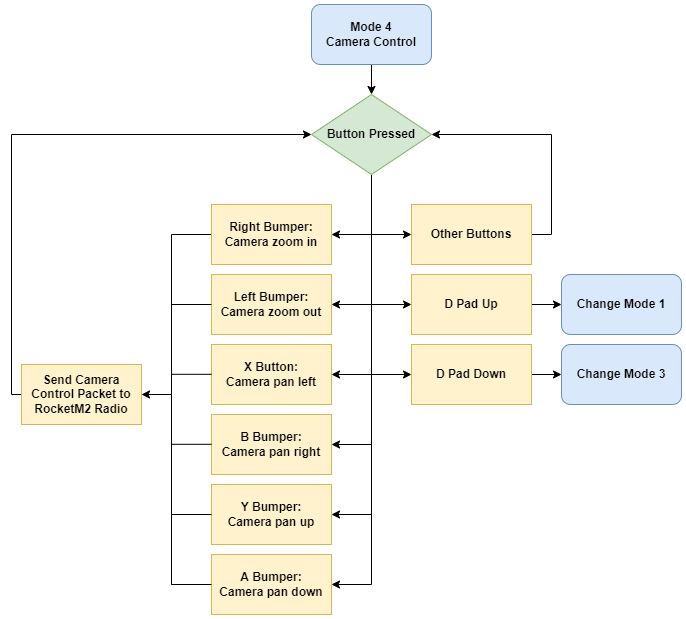 Mode 4
Camera Control
Button Pressed
Right Bumper:
Camera zoom in
Other Buttons
Left Bumper:
Camera zoom out
D Pad Up
Change Mode 1
X Button:
Camera pan left
D Pad Down
Change Mode 3
Send Camera
Control Packet to
RocketM2 Radio
B Bumper:
Camera pan right
Y Bumper:
Camera pan up
A Bumper:
Camera pan down